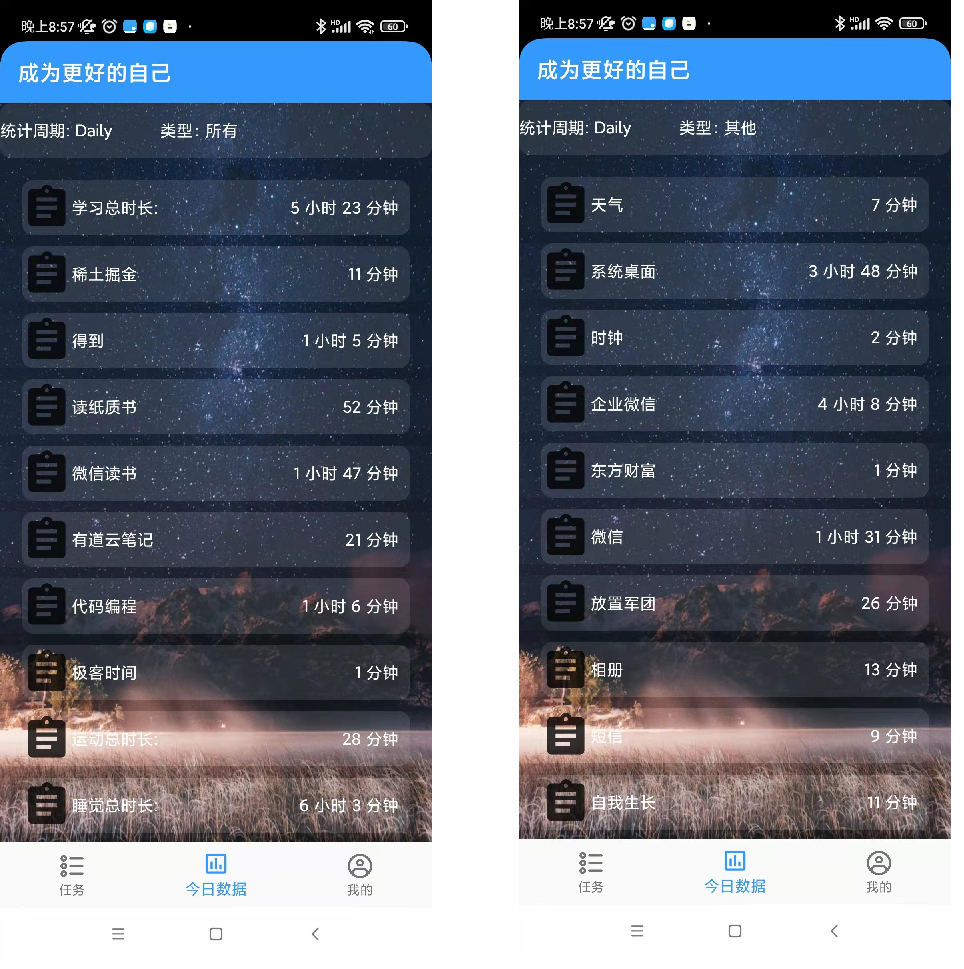 晚上8:57
HD
60
成为更好的自己
统计周期: Daily 类型: 所有
学习总时长: 5 小时 23 分钟
稀土掘金 11 分钟
得到 1 小时 5 分钟
读纸质书 52 分钟
微信读书 1 小时 47 分钟
有道云笔记 21 分钟
代码编程 1 小时 6 分钟
极客时间 1 分钟
运动总时长: 28 分钟
睡觉总时长: 6 小时 3 分钟
任务 今日数据 我的
晚上8:57
HD
60
成为更好的自己
统计周期: Daily 类型: 其他
天气 7 分钟
系统桌面 3 小时 48 分钟
时钟 2 分钟
企业微信 4 小时 8 分钟
东方财富 1 分钟
微信 1 小时 31 分钟
放置军团 26 分钟
相册 13 分钟
短信 9 分钟
自我生长 11 分钟
任务 今日数据 我的